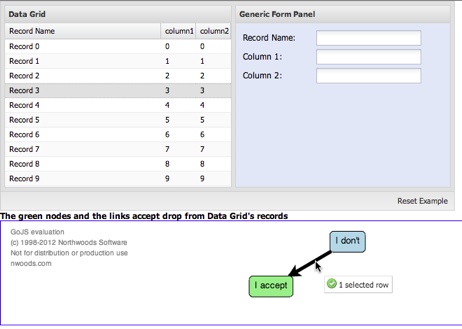 Data Grid
Record Name column1 column2
Record 0 0 0
Record 1 1 1
Record 2 2 2
Record 3 3 3
Record 4 4 4
Record 5 5 5
Record 6 6 6
Record 7 7 7
Record 8 8 8
Record 9 9 9
Generic Form Panel
Record Name:
Column 1:
Column 2:
Reset Example
The green nodes and the links accept drop from Data Grid's records
GoJS evaluation
(c) 1998-2012 Northwoods Software
Not for distribution or production use
nwoods.com
I don't
I accept
1 selected row